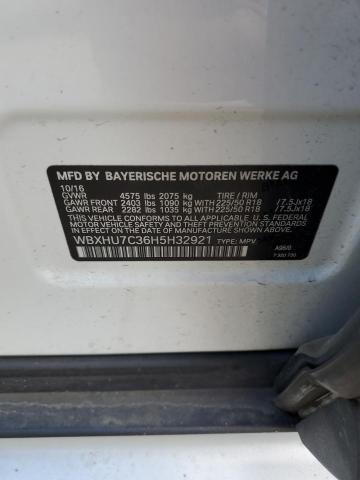 MFD BY BAYERISCHE MOTOREN WERKE AG
10/16
GVWR 4575 lbs 2075 kg TIRE / RIM
GAWR FRONT 2403 lbs 1090 kg WITH 225/50 R18 /7.5Jx18
GAWR REAR 2282 lbs 1035 kg WITH 225/50 R18 /7.5Jx18
THIS VEHICLE CONFORMS TO ALL APPLICABLE U. S. FEDERAL
MOTOR VEHICLE SAFETY, BUMPER, AND THEFT PREVENTION
STANDARDS IN EFFECT ON THE DATE OF MANUFACTURE SHOWN ABOVE.
WBXHU7C36H5H32921 TYPE: MPV A96/0